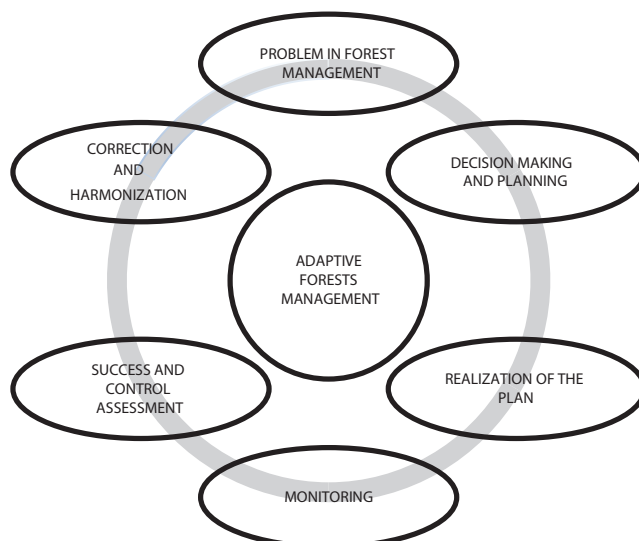 PROBLEM IN FOREST
MANAGEMENT
CORRECTION
AND
HARMONIZATION
DECISION MAKING
AND PLANNING
ADAPTIVE
FORESTS
MANAGEMENT
SUCCESS AND
CONTROL
ASSESSMENT
REALIZATION OF THE
PLAN
MONITORING